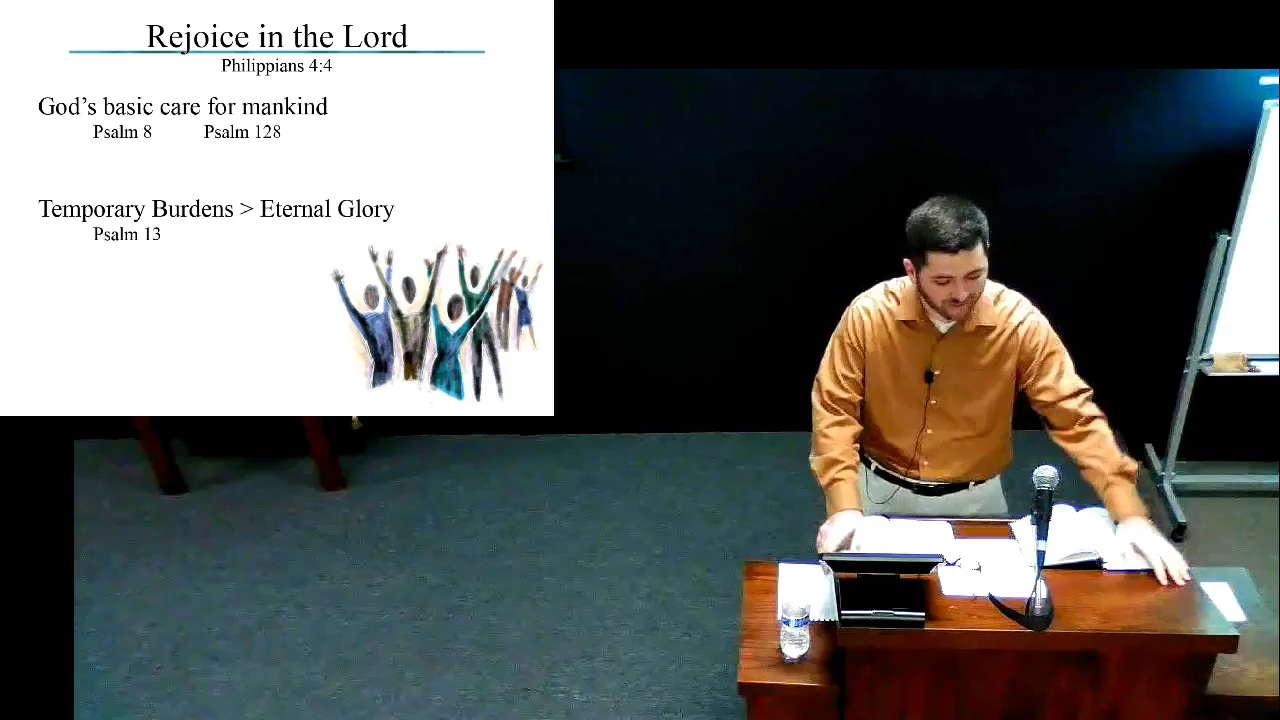 Rejoice in the Lord
Philippians 4:4
God’s basic care for mankind
Psalm 8 Psalm 128
Temporary Burdens > Eternal Glory
Psalm 13